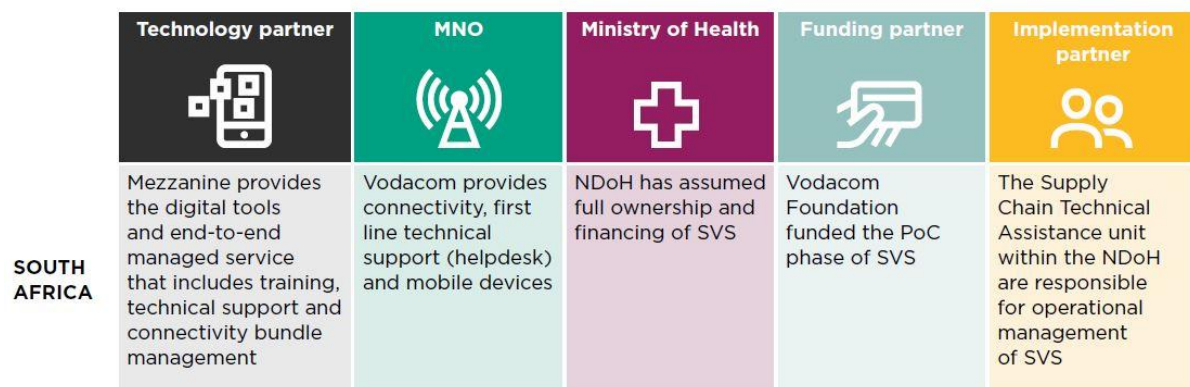 Technology partner
MNO
Ministry of Health
Funding partner
Implementation
partner
SOUTH
AFRICA
Mezzanine provides
the digital tools
and end-to-end
managed service
that includes training,
technical support and
connectivity bundle
management
Vodacom provides
connectivity, first
line technical
support (helpdesk)
and mobile devices
NDoH has assumed
full ownership and
financing of SVS
Vodacom
Foundation
funded the PoC
phase of SVS
The Supply
Chain Technical
Assistance unit
within the NDoH
are responsible
for operational
management
of SVS